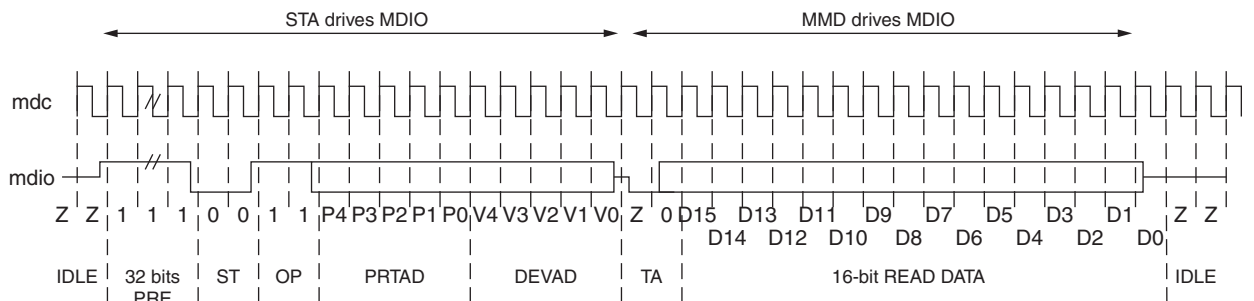 STA drives MDIO MMD drives MDIO
mdc
mdio
Z Z 1 1 1 0 0 1 1 P4 P3 P2 P1 P0 V4 V3 V2 V1 V0 Z 0 D15 D13 D11 D9 D7 D5 D3 D1 Z Z
D14 D12 D10 D8 D6 D4 D2 D0
IDLE 32 bits ST OP PRTAD DEVAD TA 16-bit READ DATA IDLE
PRE